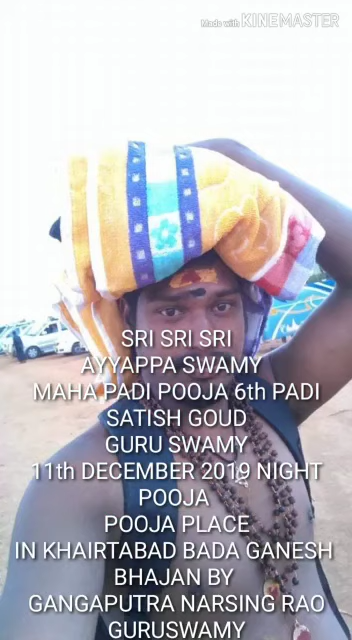 Made with KINEMASTER
SRI SRI SRI
AYYAPPA SWAMY
MAHA PADI POOJA 6th PADI
SATISH GOUD
GURU SWAMY
11th DECEMBER 2019 NIGHT
POOJA
POOJA PLACE
IN KHAIRTABAD BADA GANESH
BHAJAN BY
GANGAPUTRA NARSING RAO
GURUSWAMY